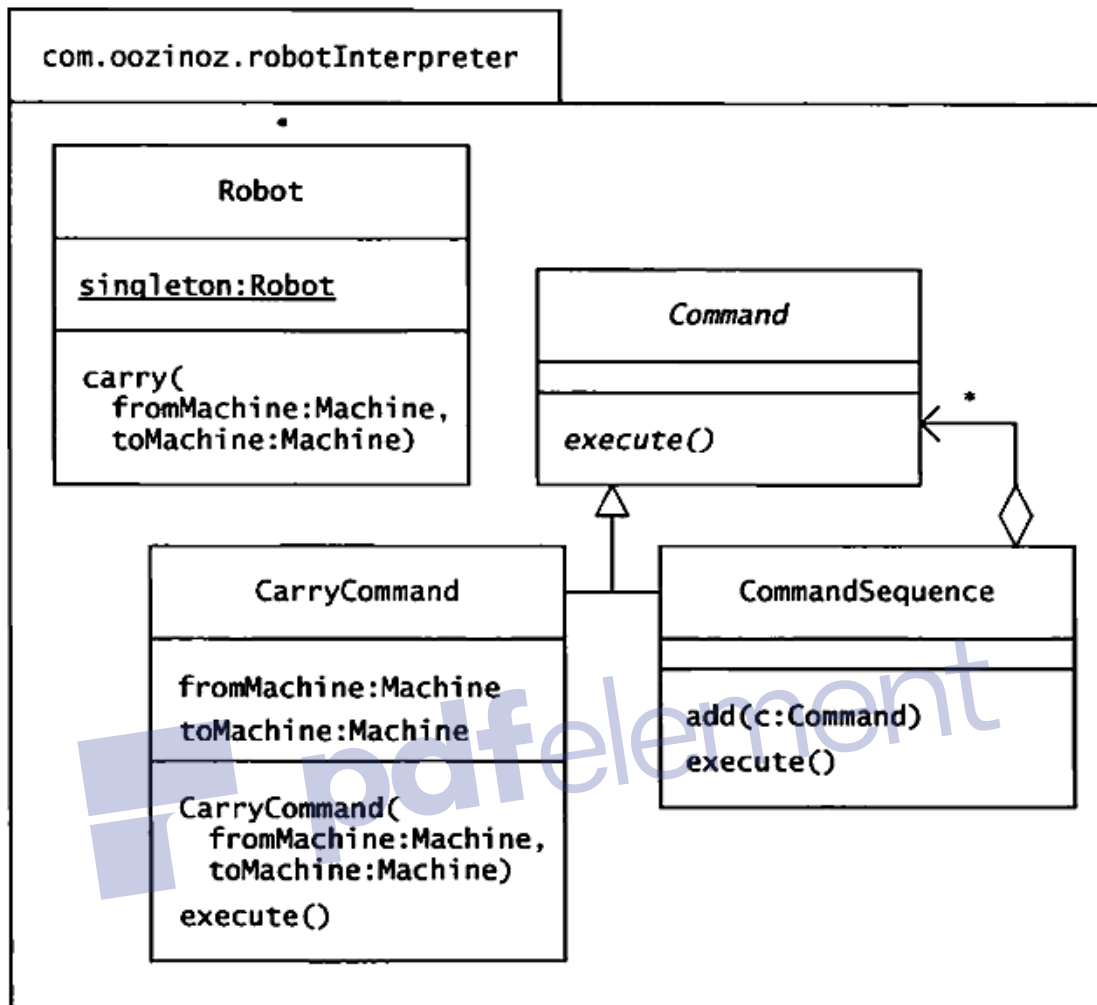 com.oozinoz.robotInterpreter
Robot
singleton:Robot
carry(
fromMachine:Machine,
toMachine:Machine)
Command
execute()
*
CarryCommand
fromMachine:Machine
toMachine:Machine
CarryCommand(
fromMachine:Machine,
toMachine:Machine)
execute()
CommandSequence
add(c:Command)
execute()
pdfelement